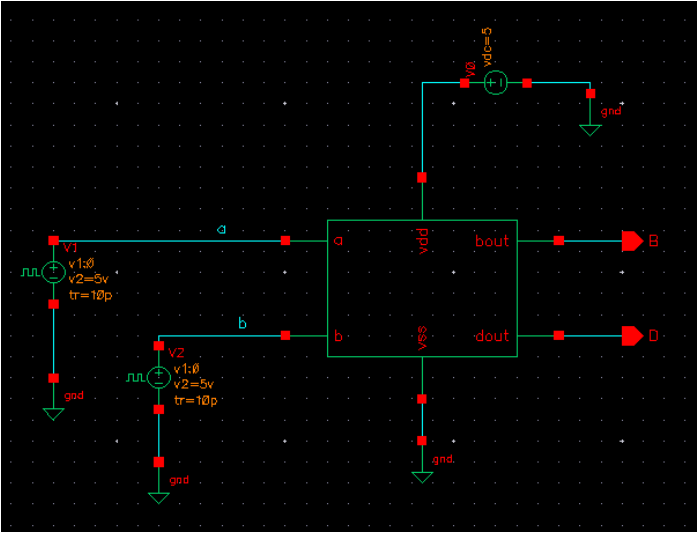 vdc=5
V0
gnd
a
V1
v1:0
v2=5v
tr=10p
gnd
b
V2
v1:0
v2=5v
tr=10p
gnd
a
vdd
bout
B
b
vss
dout
D
gnd